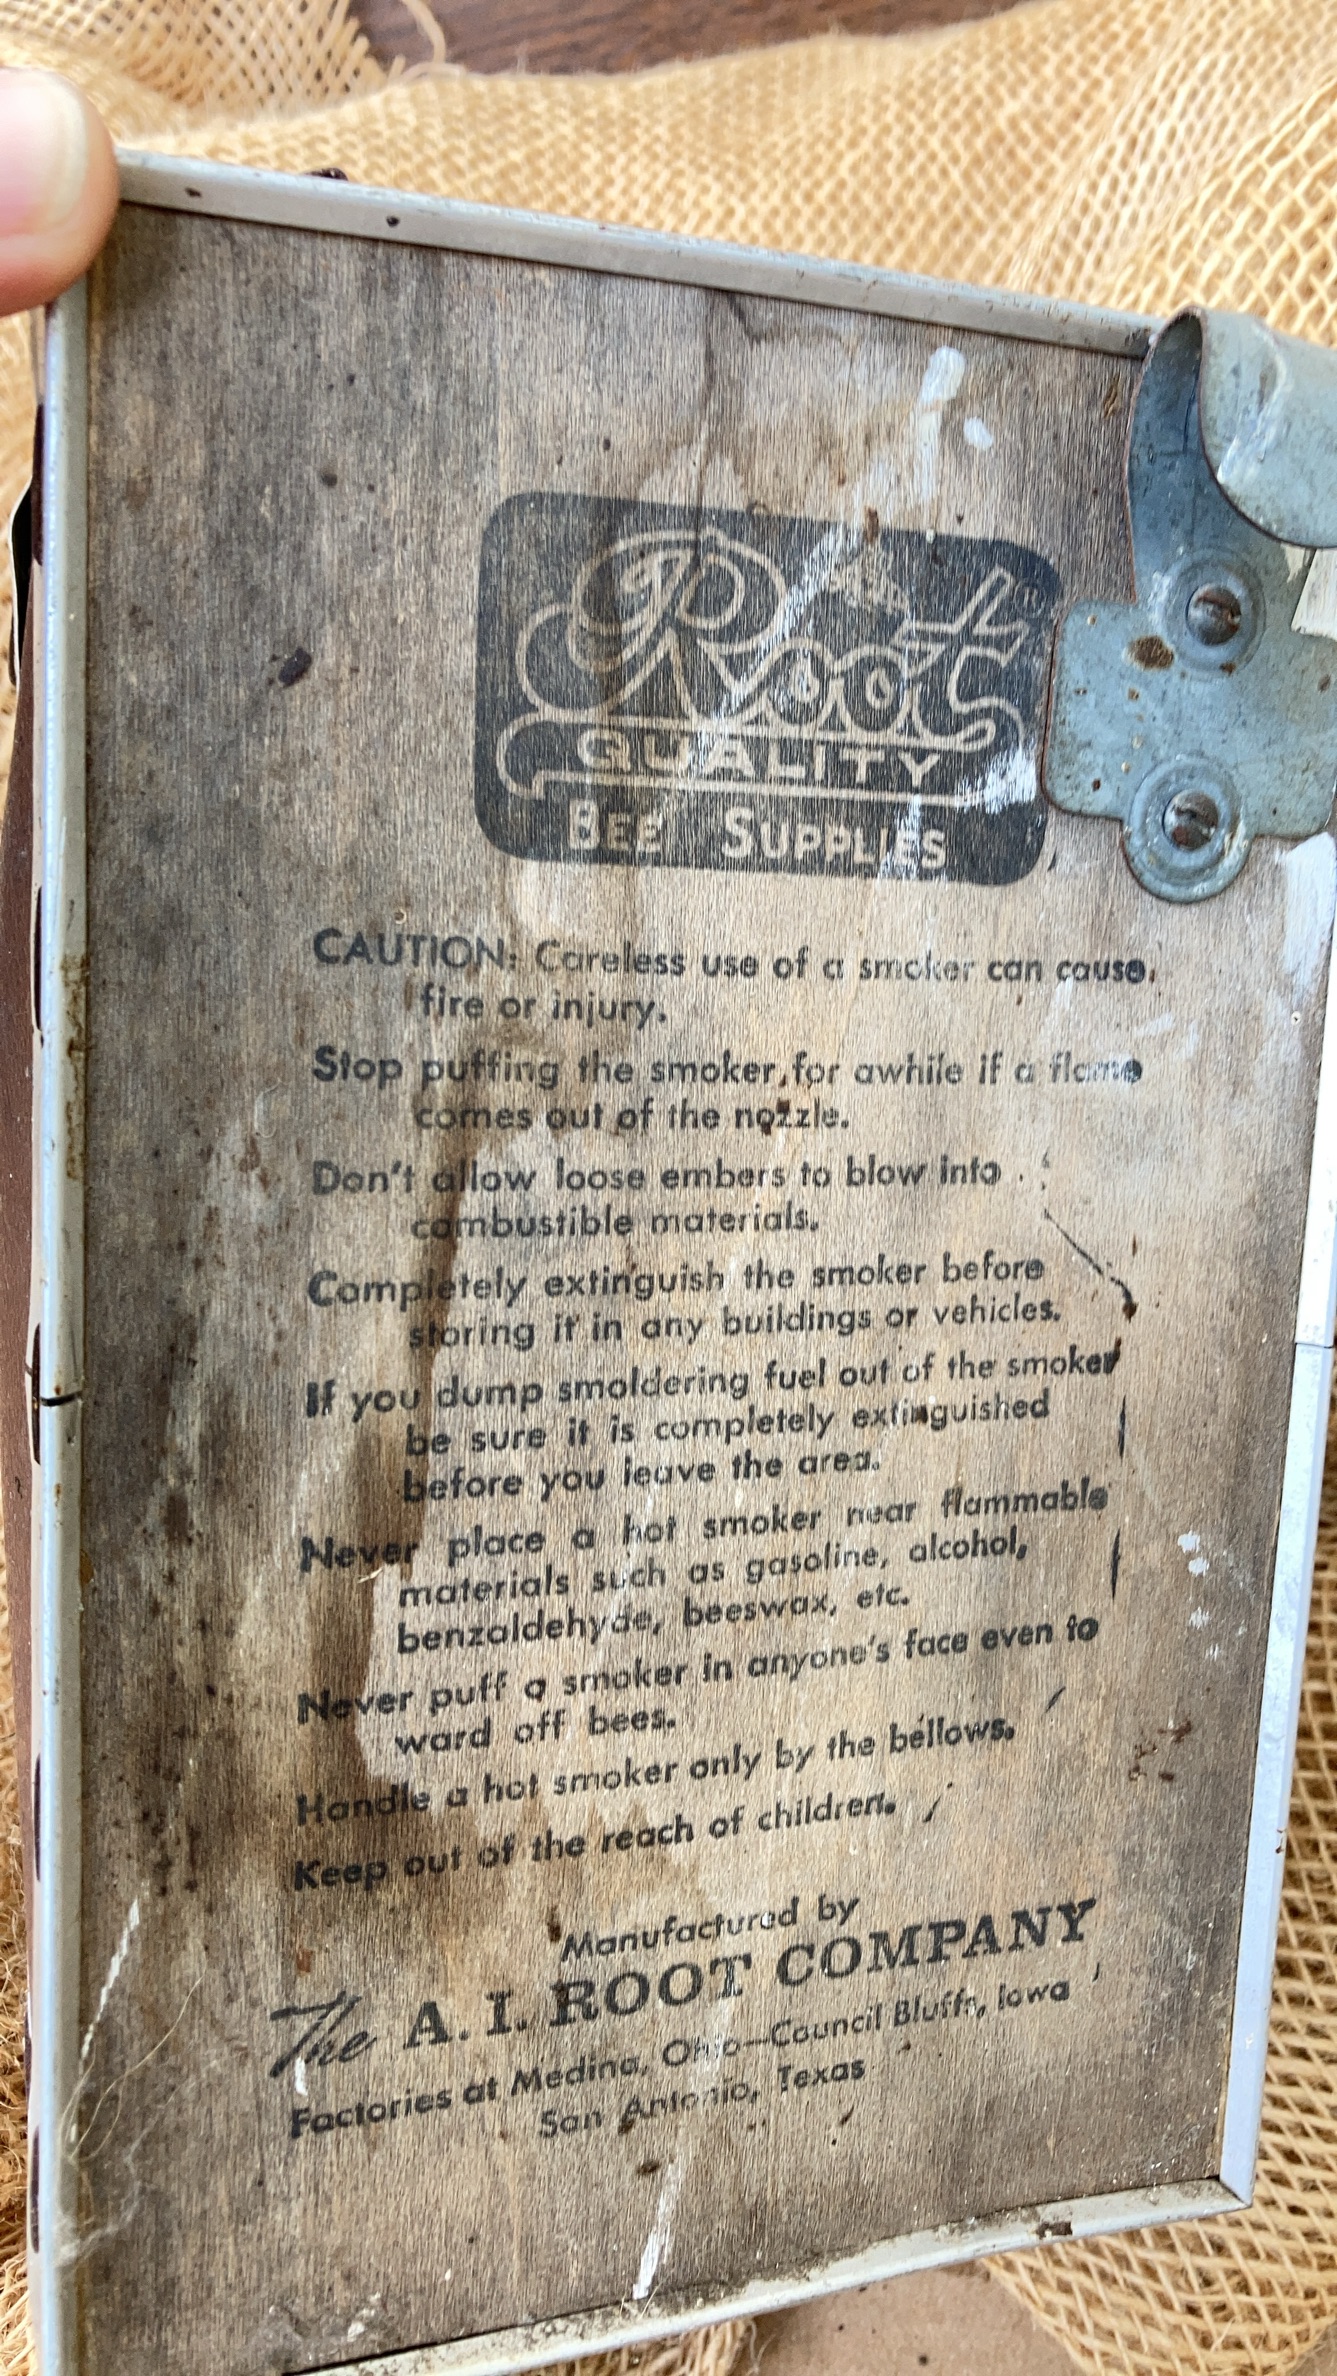 Root ®
QUALITY
BEE SUPPLIES
CAUTION: Careless use of a smoker can cause
fire or injury.
Stop puffing the smoker for awhile if a flame
comes out of the nozzle.
Don't allow loose embers to blow into
combustible materials.
Completely extinguish the smoker before
storing it in any buildings or vehicles.
If you dump smoldering fuel out of the smoker
be sure it is completely extinguished
before you leave the area.
Never place a hot smoker near flammable
materials such as gasoline, alcohol,
benzaldehyde, beeswax, etc.
Never puff a smoker in anyone's face even to
ward off bees.
Handle a hot smoker only by the bellows.
Keep out of the reach of children.
Manufactured by
The A. I. ROOT COMPANY
Factories at Medina, Ohio—Council Bluffs, Iowa
San Antonio, Texas